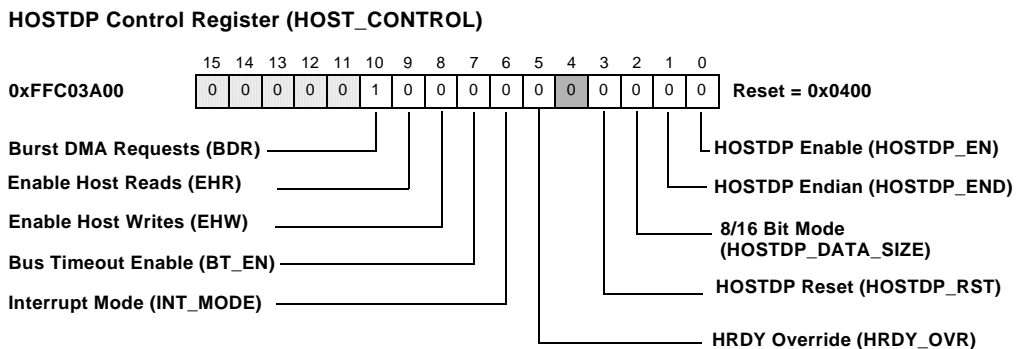 HOSTDP Control Register (HOST_CONTROL)
15 14 13 12 11 10 9 8 7 6 5 4 3 2 1 0
0xFFC03A00 0 0 0 0 0 1 0 0 0 0 0 0 0 0 0 0 Reset = 0x0400
Burst DMA Requests (BDR)
Enable Host Reads (EHR)
Enable Host Writes (EHW)
Bus Timeout Enable (BT_EN)
Interrupt Mode (INT_MODE)
HOSTDP Enable (HOSTDP_EN)
HOSTDP Endian (HOSTDP_END)
8/16 Bit Mode
(HOSTDP_DATA_SIZE)
HOSTDP Reset (HOSTDP_RST)
HRDY Override (HRDY_OVR)